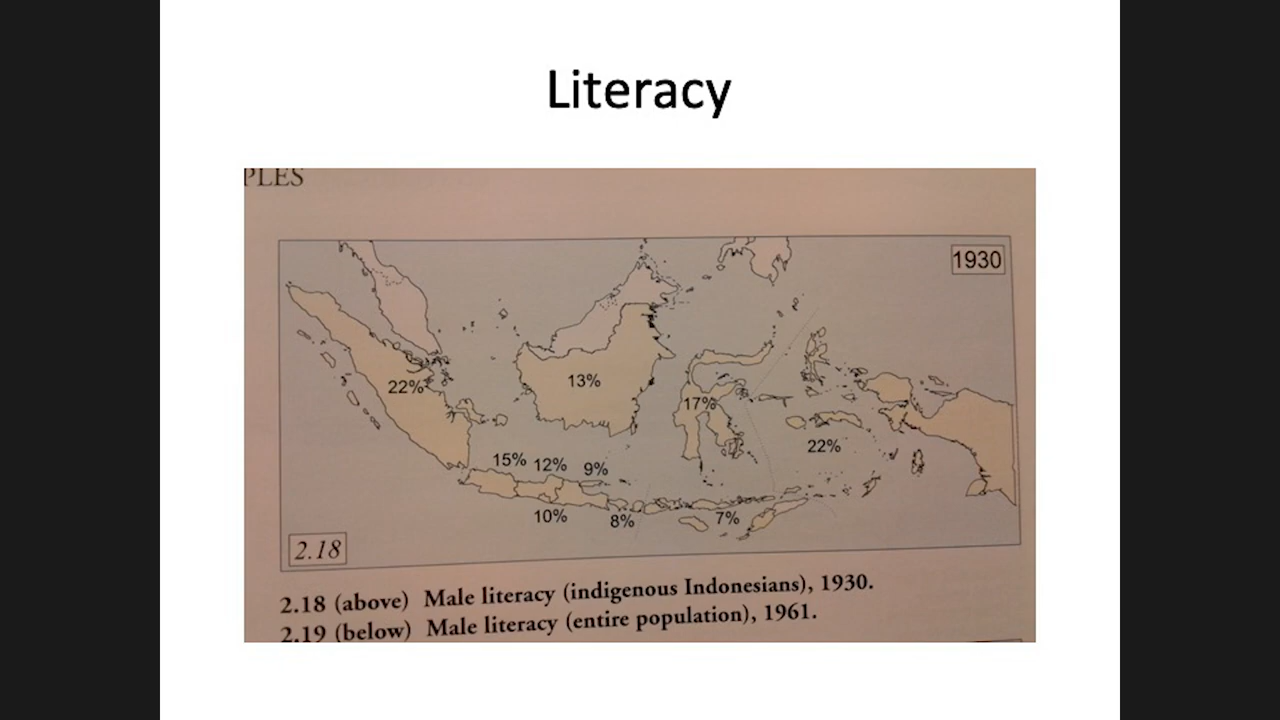 Literacy
PLES
1930
22%
13%
17%
22%
15% 12% 9%
10% 8% 7%
2.18
2.18 (above) Male literacy (indigenous Indonesians), 1930.
2.19 (below) Male literacy (entire population), 1961.